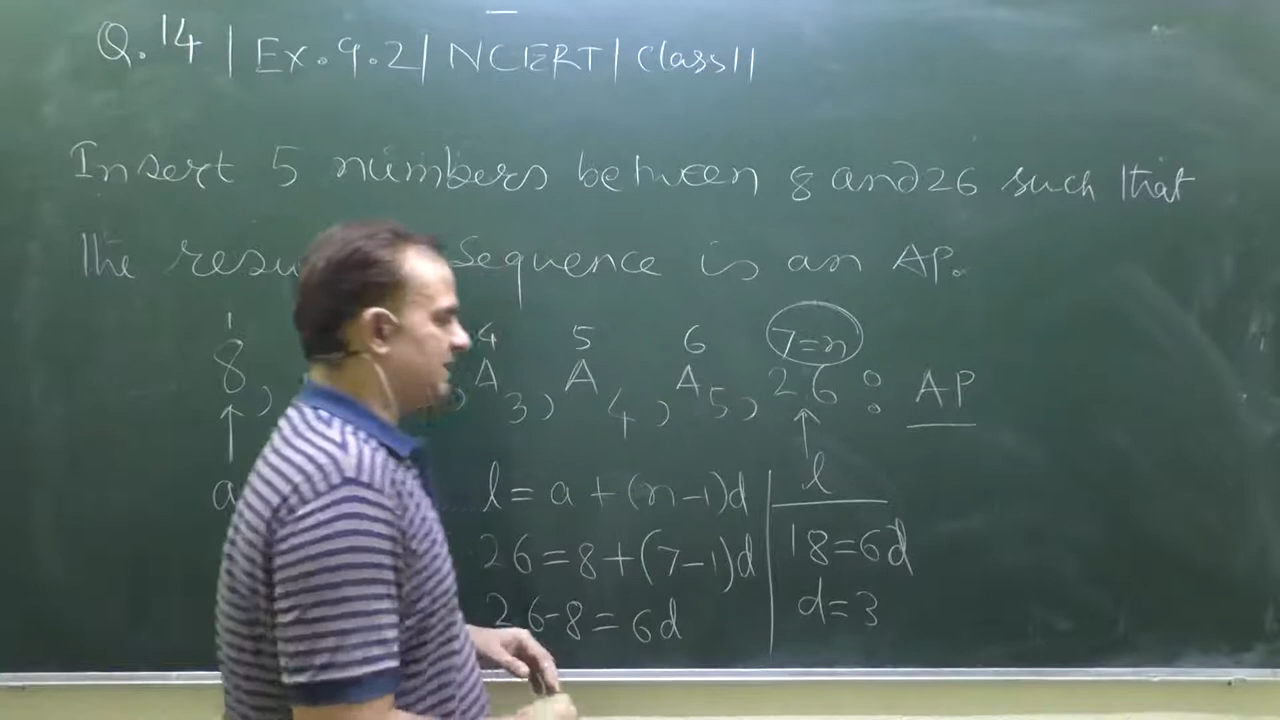 Q.14 | Ex.9.2 | NCERT | Class 11
Insert 5 numbers between 8 and 26 such that
the resu Sequence is an AP.
1 4 5 6 7=n
8, A3, A4, A5, 26 : AP
a l
l = a + (n-1)d
26 = 8 + (7-1)d
26-8 = 6d
18=6d
d=3